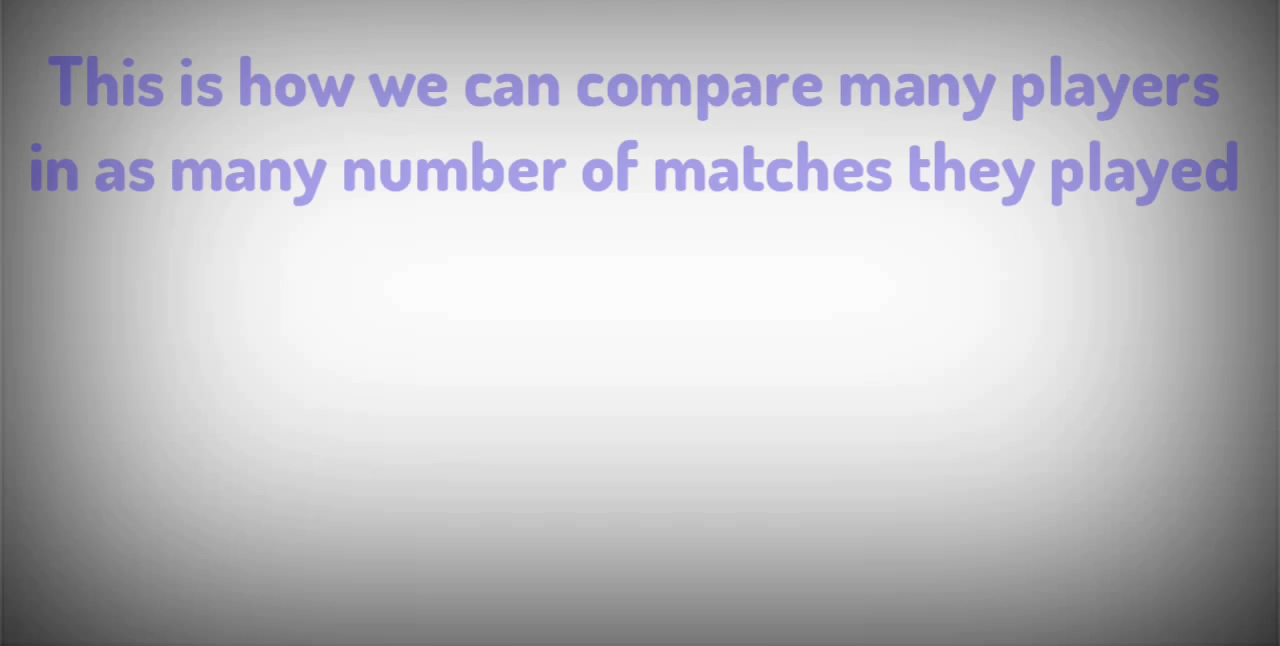 This is how we can compare many players
in as many number of matches they played